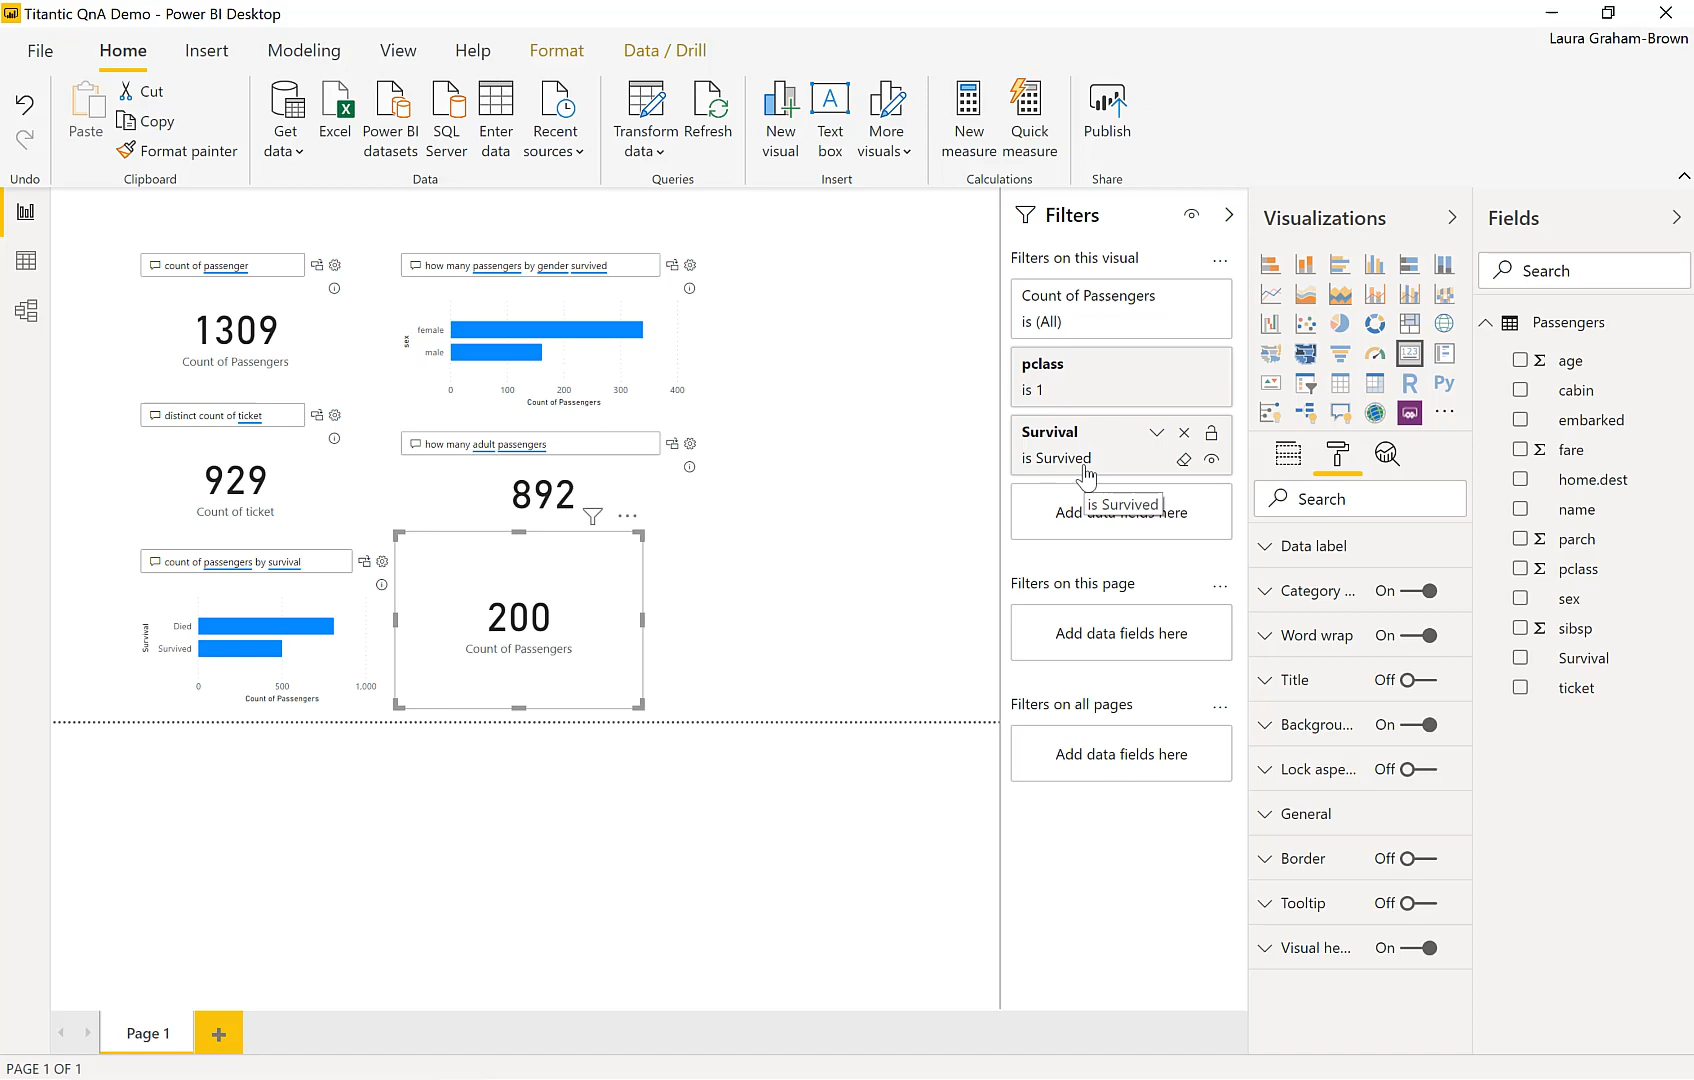 Titantic QnA Demo - Power BI Desktop
Laura Graham-Brown
File Home Insert Modeling View Help Format Data / Drill
Undo
Paste
Cut
Copy
Format painter
Clipboard
Get data
Excel
Power BI datasets
SQL Server
Enter data
Recent sources
Data
Transform data
Refresh
Queries
New visual
A
Text box
More visuals
Insert
New measure
Quick measure
Calculations
Publish
Share
count of passenger
1309
Count of Passengers
distinct count of ticket
929
Count of ticket
count of passengers by survival
Survival
Died
Survived
0 500 1,000
Count of Passengers
how many passengers by gender survived
sex
female
male
0 100 200 300 400
Count of Passengers
how many adult passengers
892
200
Count of Passengers
Filters
Filters on this visual ...
Count of Passengers
is (All)
pclass
is 1
Survival
is Survived
is Survived
Add data fields here
Filters on this page ...
Add data fields here
Filters on all pages ...
Add data fields here
Visualizations
123
R Py
...
Search
Data label
Category ... On
Word wrap On
Title Off
Backgrou... On
Lock aspe... Off
General
Border Off
Tooltip Off
Visual he... On
Fields
Search
Passengers
Σ age
cabin
embarked
Σ fare
home.dest
name
Σ parch
Σ pclass
sex
Σ sibsp
Survival
ticket
Page 1
PAGE 1 OF 1